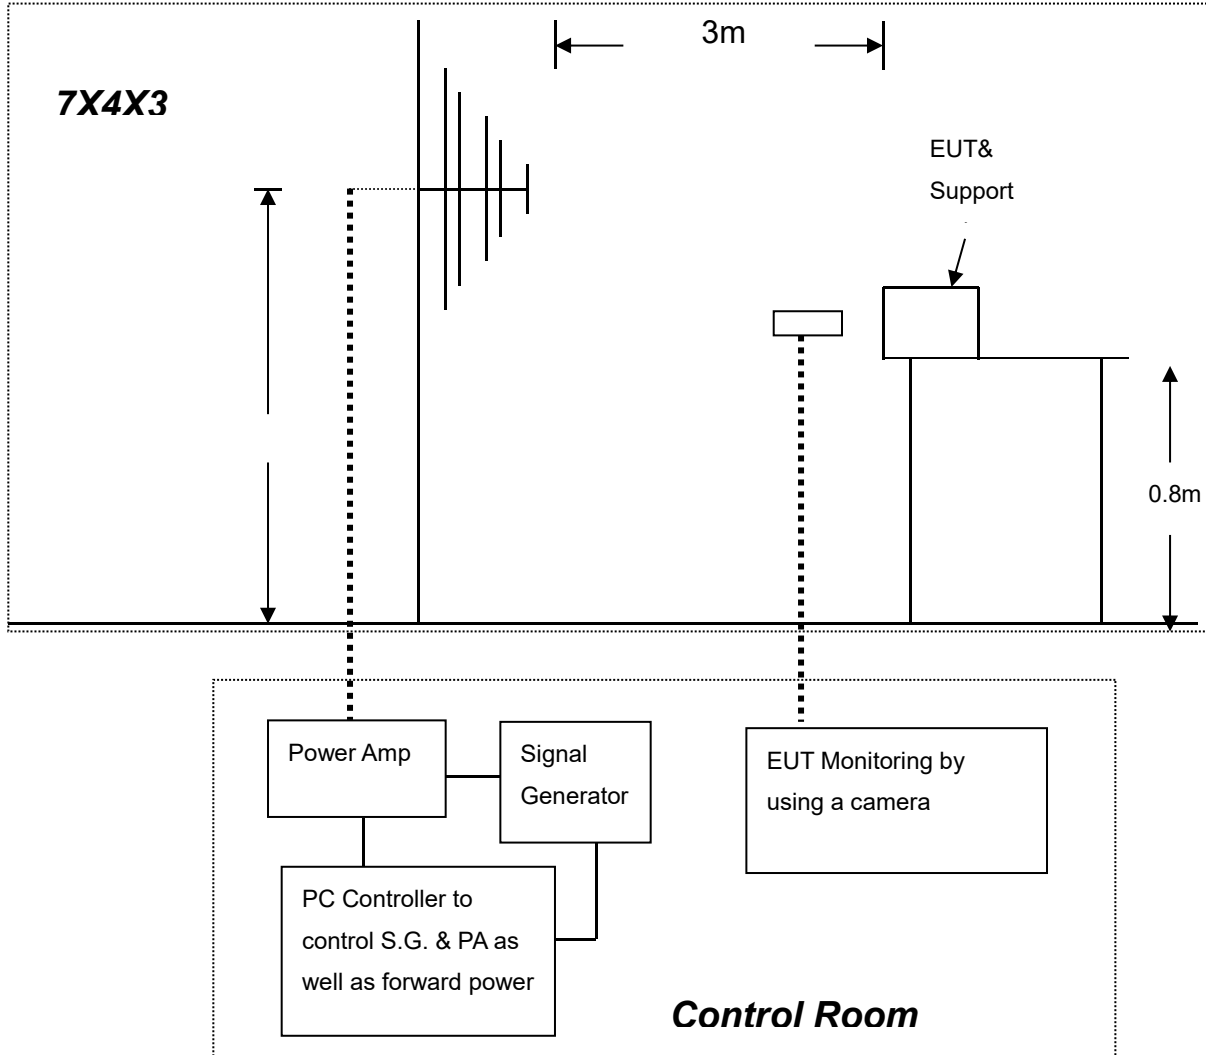 3m
7X4X3
EUT&
Support
0.8m
Power Amp
Signal
Generator
EUT Monitoring by
using a camera
PC Controller to
control S.G. & PA as
well as forward power
Control Room